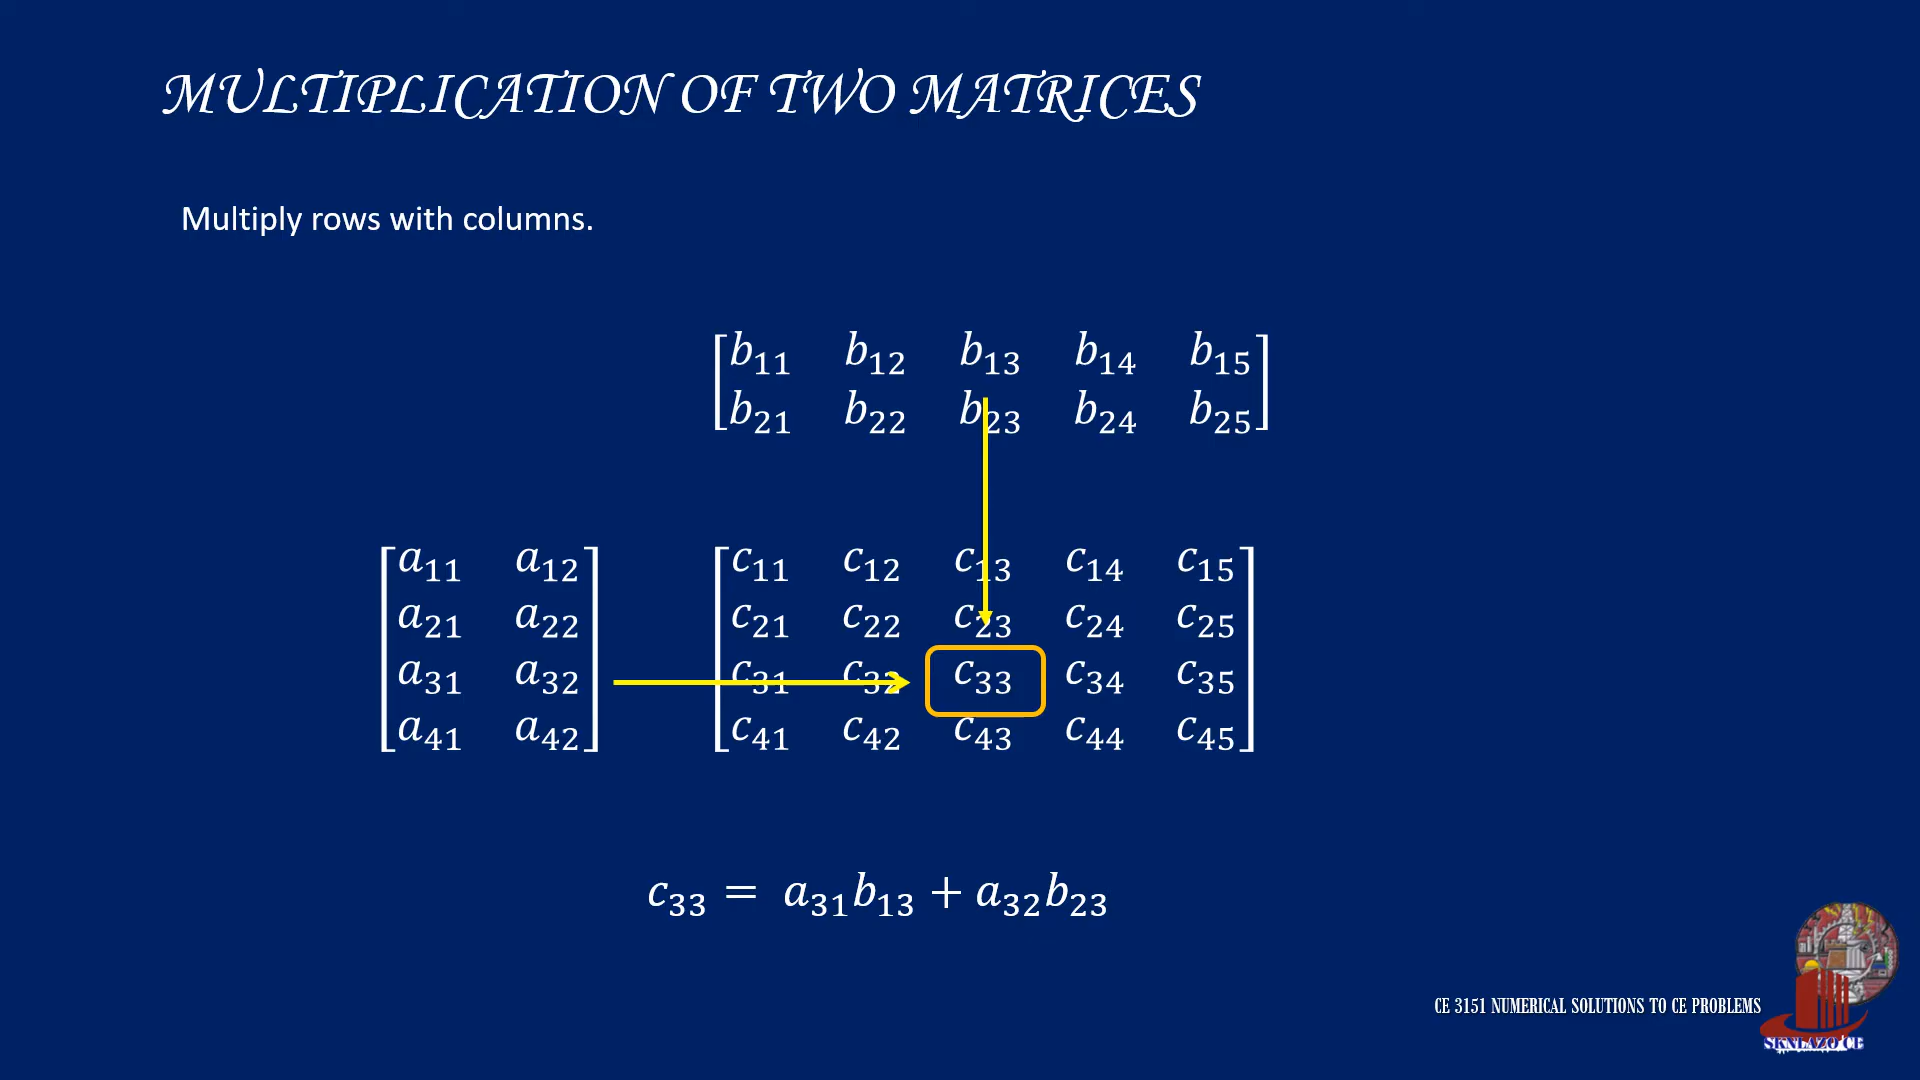 MULTIPLICATION OF TWO MATRICES
Multiply rows with columns.
b₁₁ b₁₂ b₁₃ b₁₄ b₁₅
b₂₁ b₂₂ b₂₃ b₂₄ b₂₅
a₁₁ a₁₂ c₁₁ c₁₂ c₁₃ c₁₄ c₁₅
a₂₁ a₂₂ c₂₁ c₂₂ c₂₃ c₂₄ c₂₅
a₃₁ a₃₂ c₃₁ c₃₂ c₃₃ c₃₄ c₃₅
a₄₁ a₄₂ c₄₁ c₄₂ c₄₃ c₄₄ c₄₅
c₃₃ = a₃₁b₁₃ + a₃₂b₂₃
CE 3151 NUMERICAL SOLUTIONS TO CE PROBLEMS
SKNLAZO CE